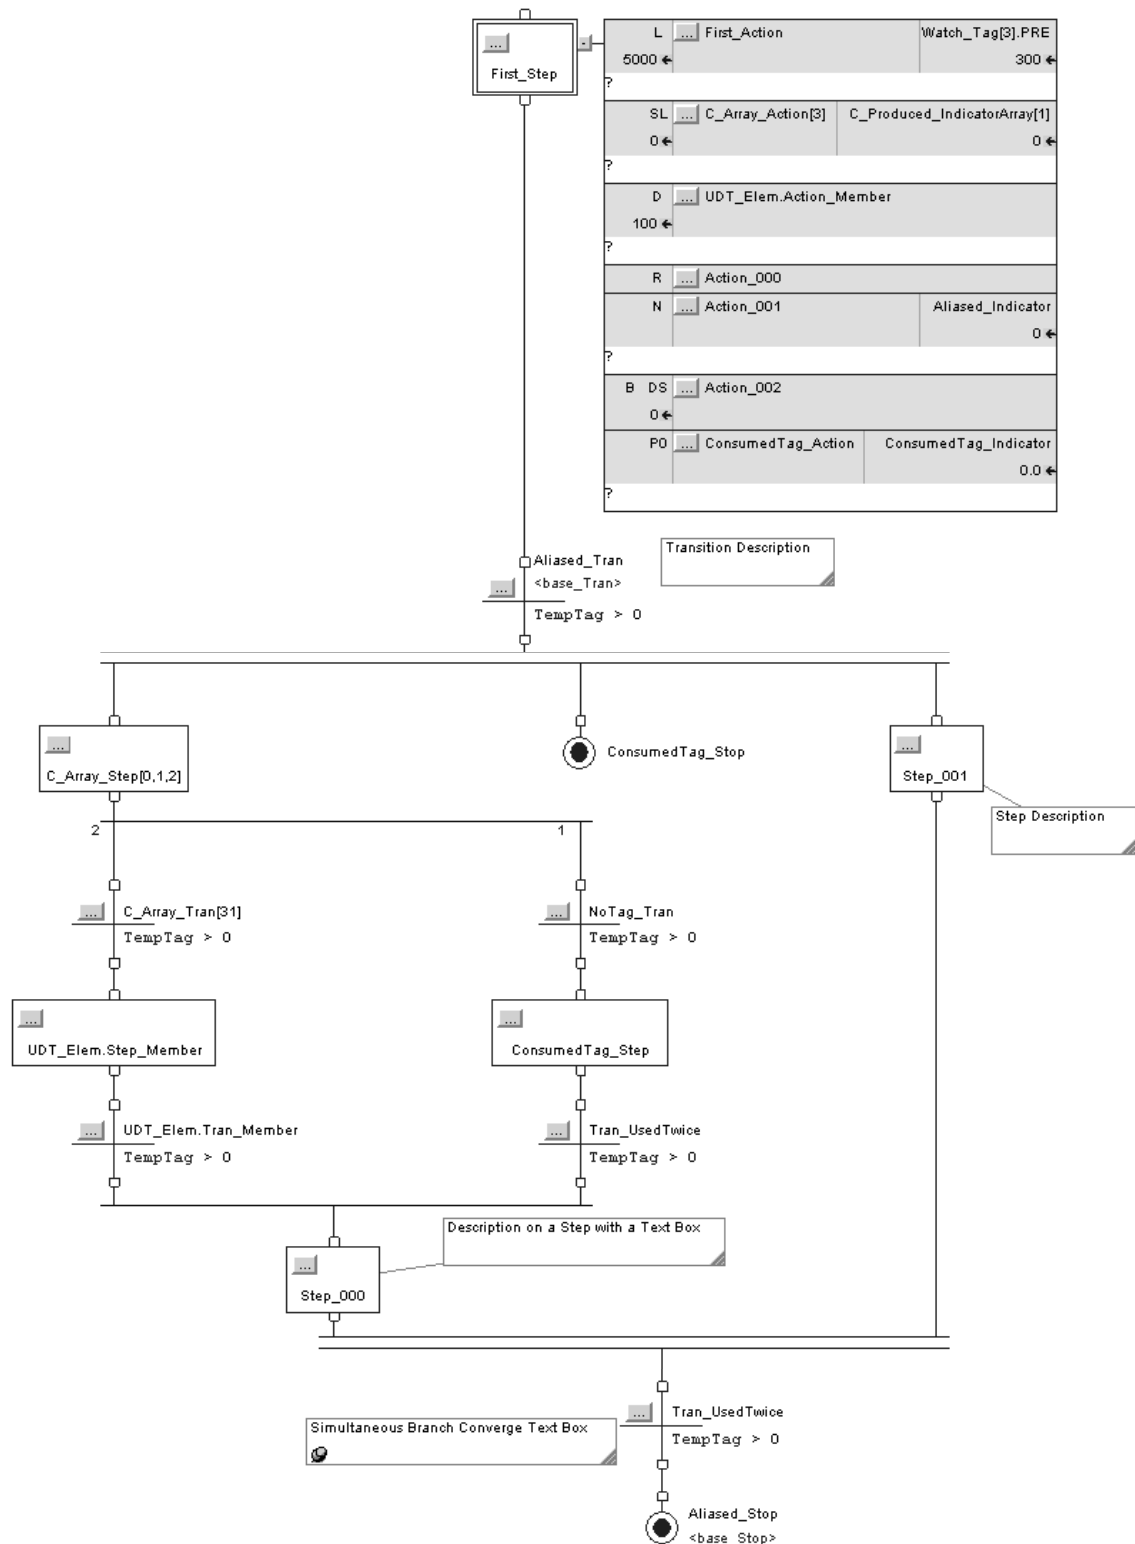 ...
First_Step
-
L ... First_Action Watch_Tag[3].PRE
5000 300
?
SL ... C_Array_Action[3] C_Produced_IndicatorArray[1]
0 0
?
D ... UDT_Elem.Action_Member
100
?
R ... Action_000
N ... Action_001 Aliased_Indicator
0
?
B DS ... Action_002
0
P0 ... ConsumedTag_Action ConsumedTag_Indicator
0.0
?
Aliased_Tran
<base_Tran>
...
TempTag > 0
Transition Description
...
C_Array_Step[0,1,2]
ConsumedTag_Stop
...
Step_001
Step Description
2 1
... C_Array_Tran[31]
TempTag > 0
... NoTag_Tran
TempTag > 0
...
UDT_Elem.Step_Member
...
ConsumedTag_Step
... UDT_Elem.Tran_Member
TempTag > 0
... Tran_UsedTwice
TempTag > 0
Description on a Step with a Text Box
...
Step_000
... Tran_UsedTwice
TempTag > 0
Simultaneous Branch Converge Text Box
Aliased_Stop
<base_Stop>